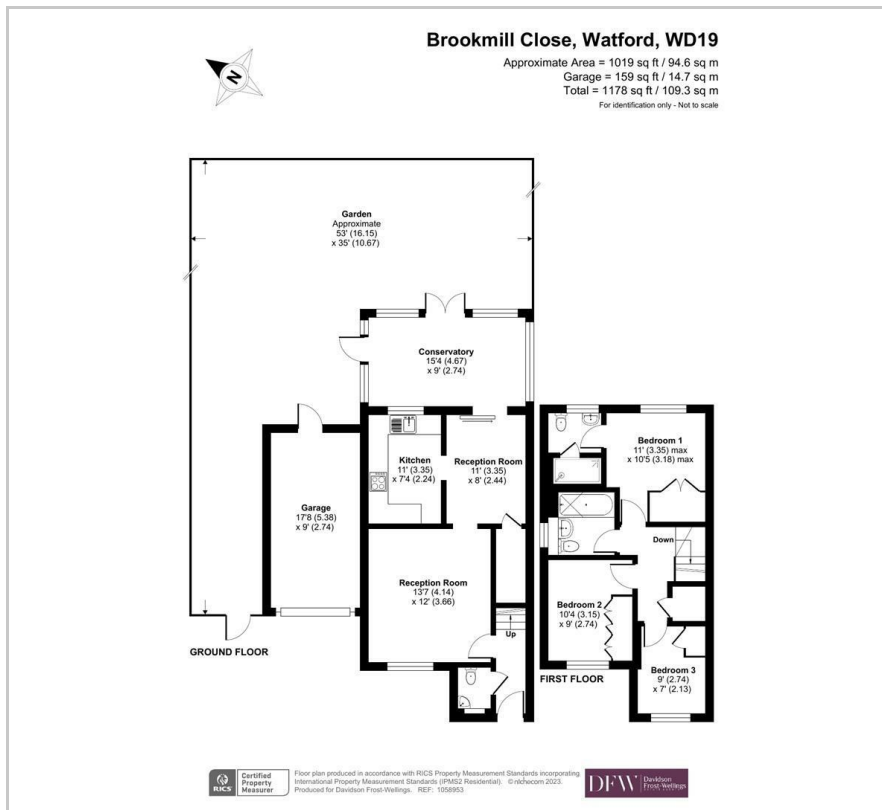 Brookmill Close, Watford, WD19
Approximate Area = 1019 sq ft / 94.6 sq m
Garage = 159 sq ft / 14.7 sq m
Total = 1178 sq ft / 109.3 sq m
For identification only - Not to scale
N
Garden
Approximate
53' (16.15)
x 35' (10.67)
Conservatory
15'4 (4.67)
x 9' (2.74)
Kitchen
11' (3.35)
x 7'4 (2.24)
Reception Room
11' (3.35)
x 8' (2.44)
Bedroom 1
11' (3.35) max
x 10'5 (3.18) max
Garage
17'8 (5.38)
x 9' (2.74)
Down
Reception Room
13'7 (4.14)
x 12' (3.66)
Bedroom 2
10'4 (3.15)
x 9' (2.74)
Up
GROUND FLOOR
FIRST FLOOR
Bedroom 3
9' (2.74)
x 7' (2.13)
RICS
Certified
Property
Measurer
Floor plan produced in accordance with RICS Property Measurement Standards incorporating
International Property Measurement Standards (IPMS2 Residential). © nichecom 2023.
Produced for Davidson Frost-Wellings. REF: 1058953
DFW
Davidson
Frost-Wellings